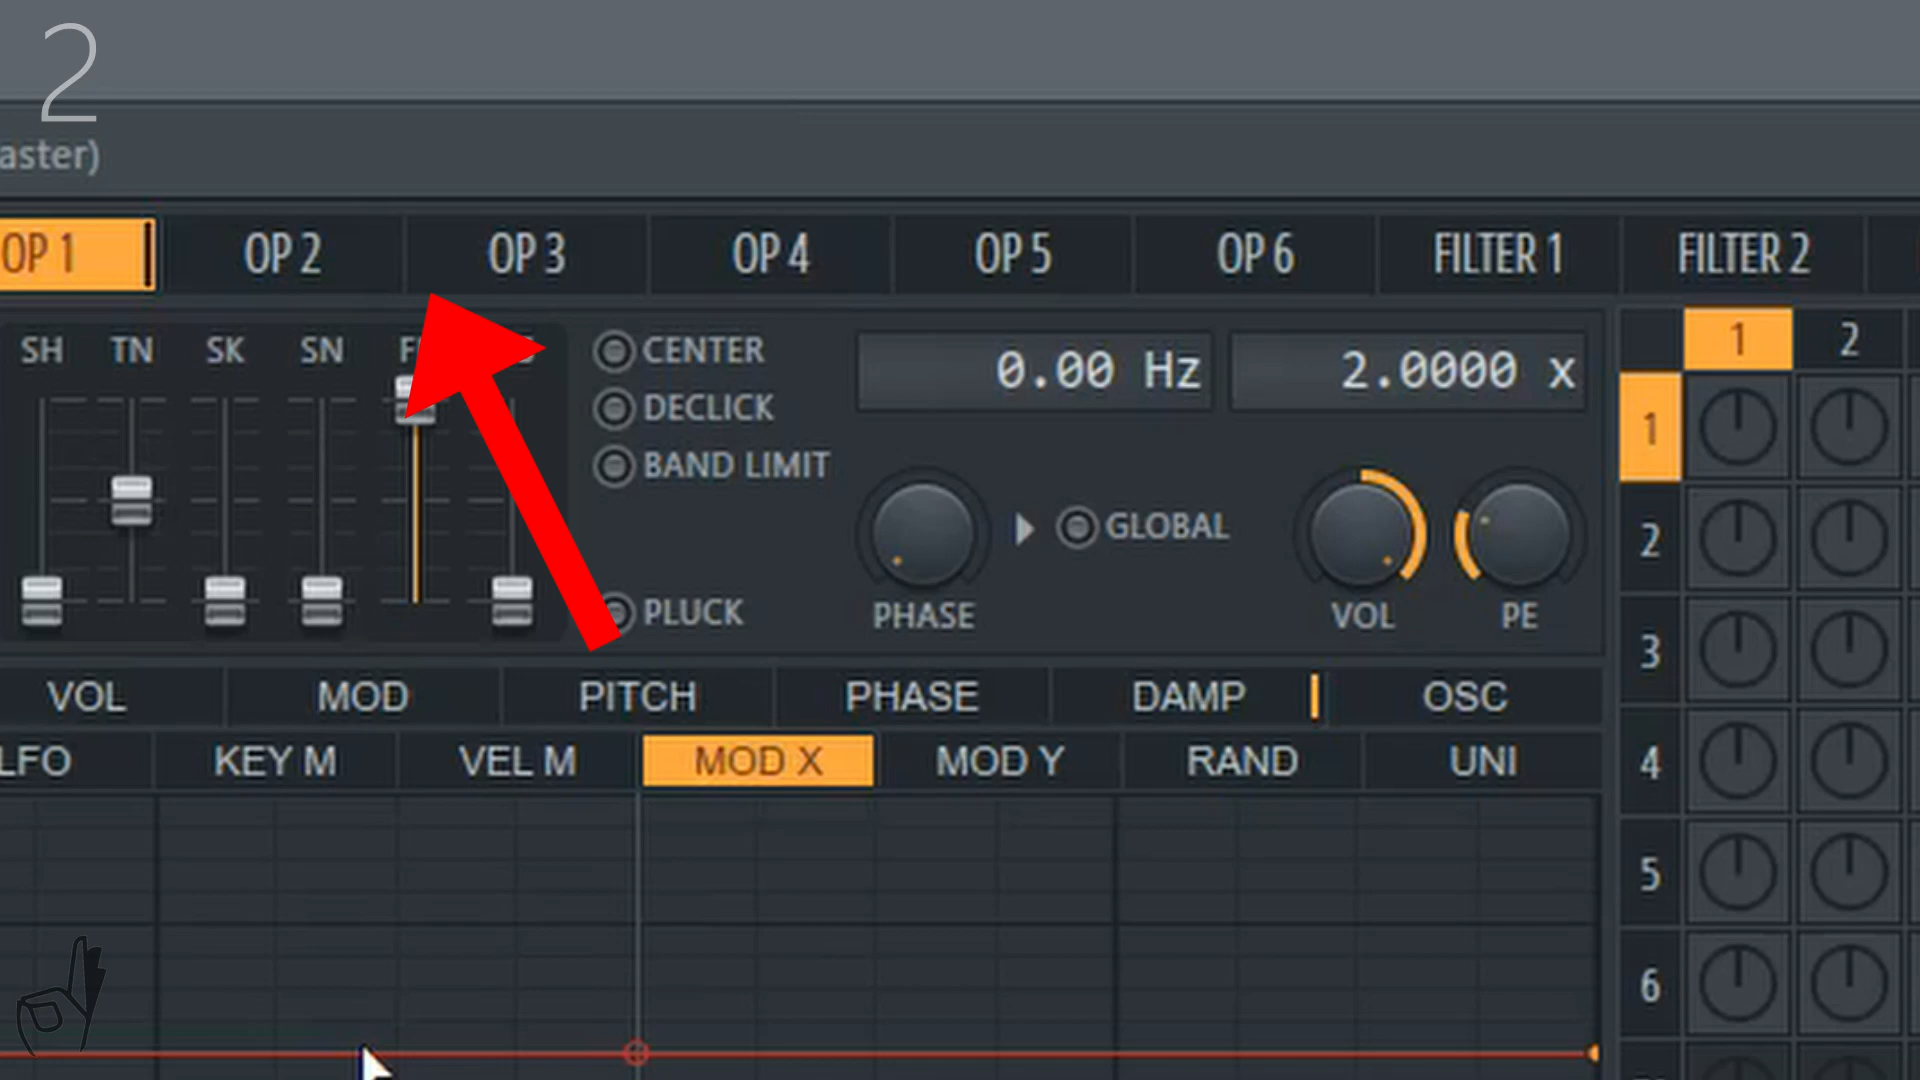 2
aster)
OP 1 OP 2 OP 3 OP 4 OP 5 OP 6 FILTER 1 FILTER 2
SH TN SK SN
CENTER
DECLICK
BAND LIMIT
PLUCK
0.00 Hz 2.0000 x
PHASE GLOBAL VOL PE
VOL MOD PITCH PHASE DAMP OSC
LFO KEY M VEL M MOD X MOD Y RAND UNI
1 2
1
2
3
4
5
6